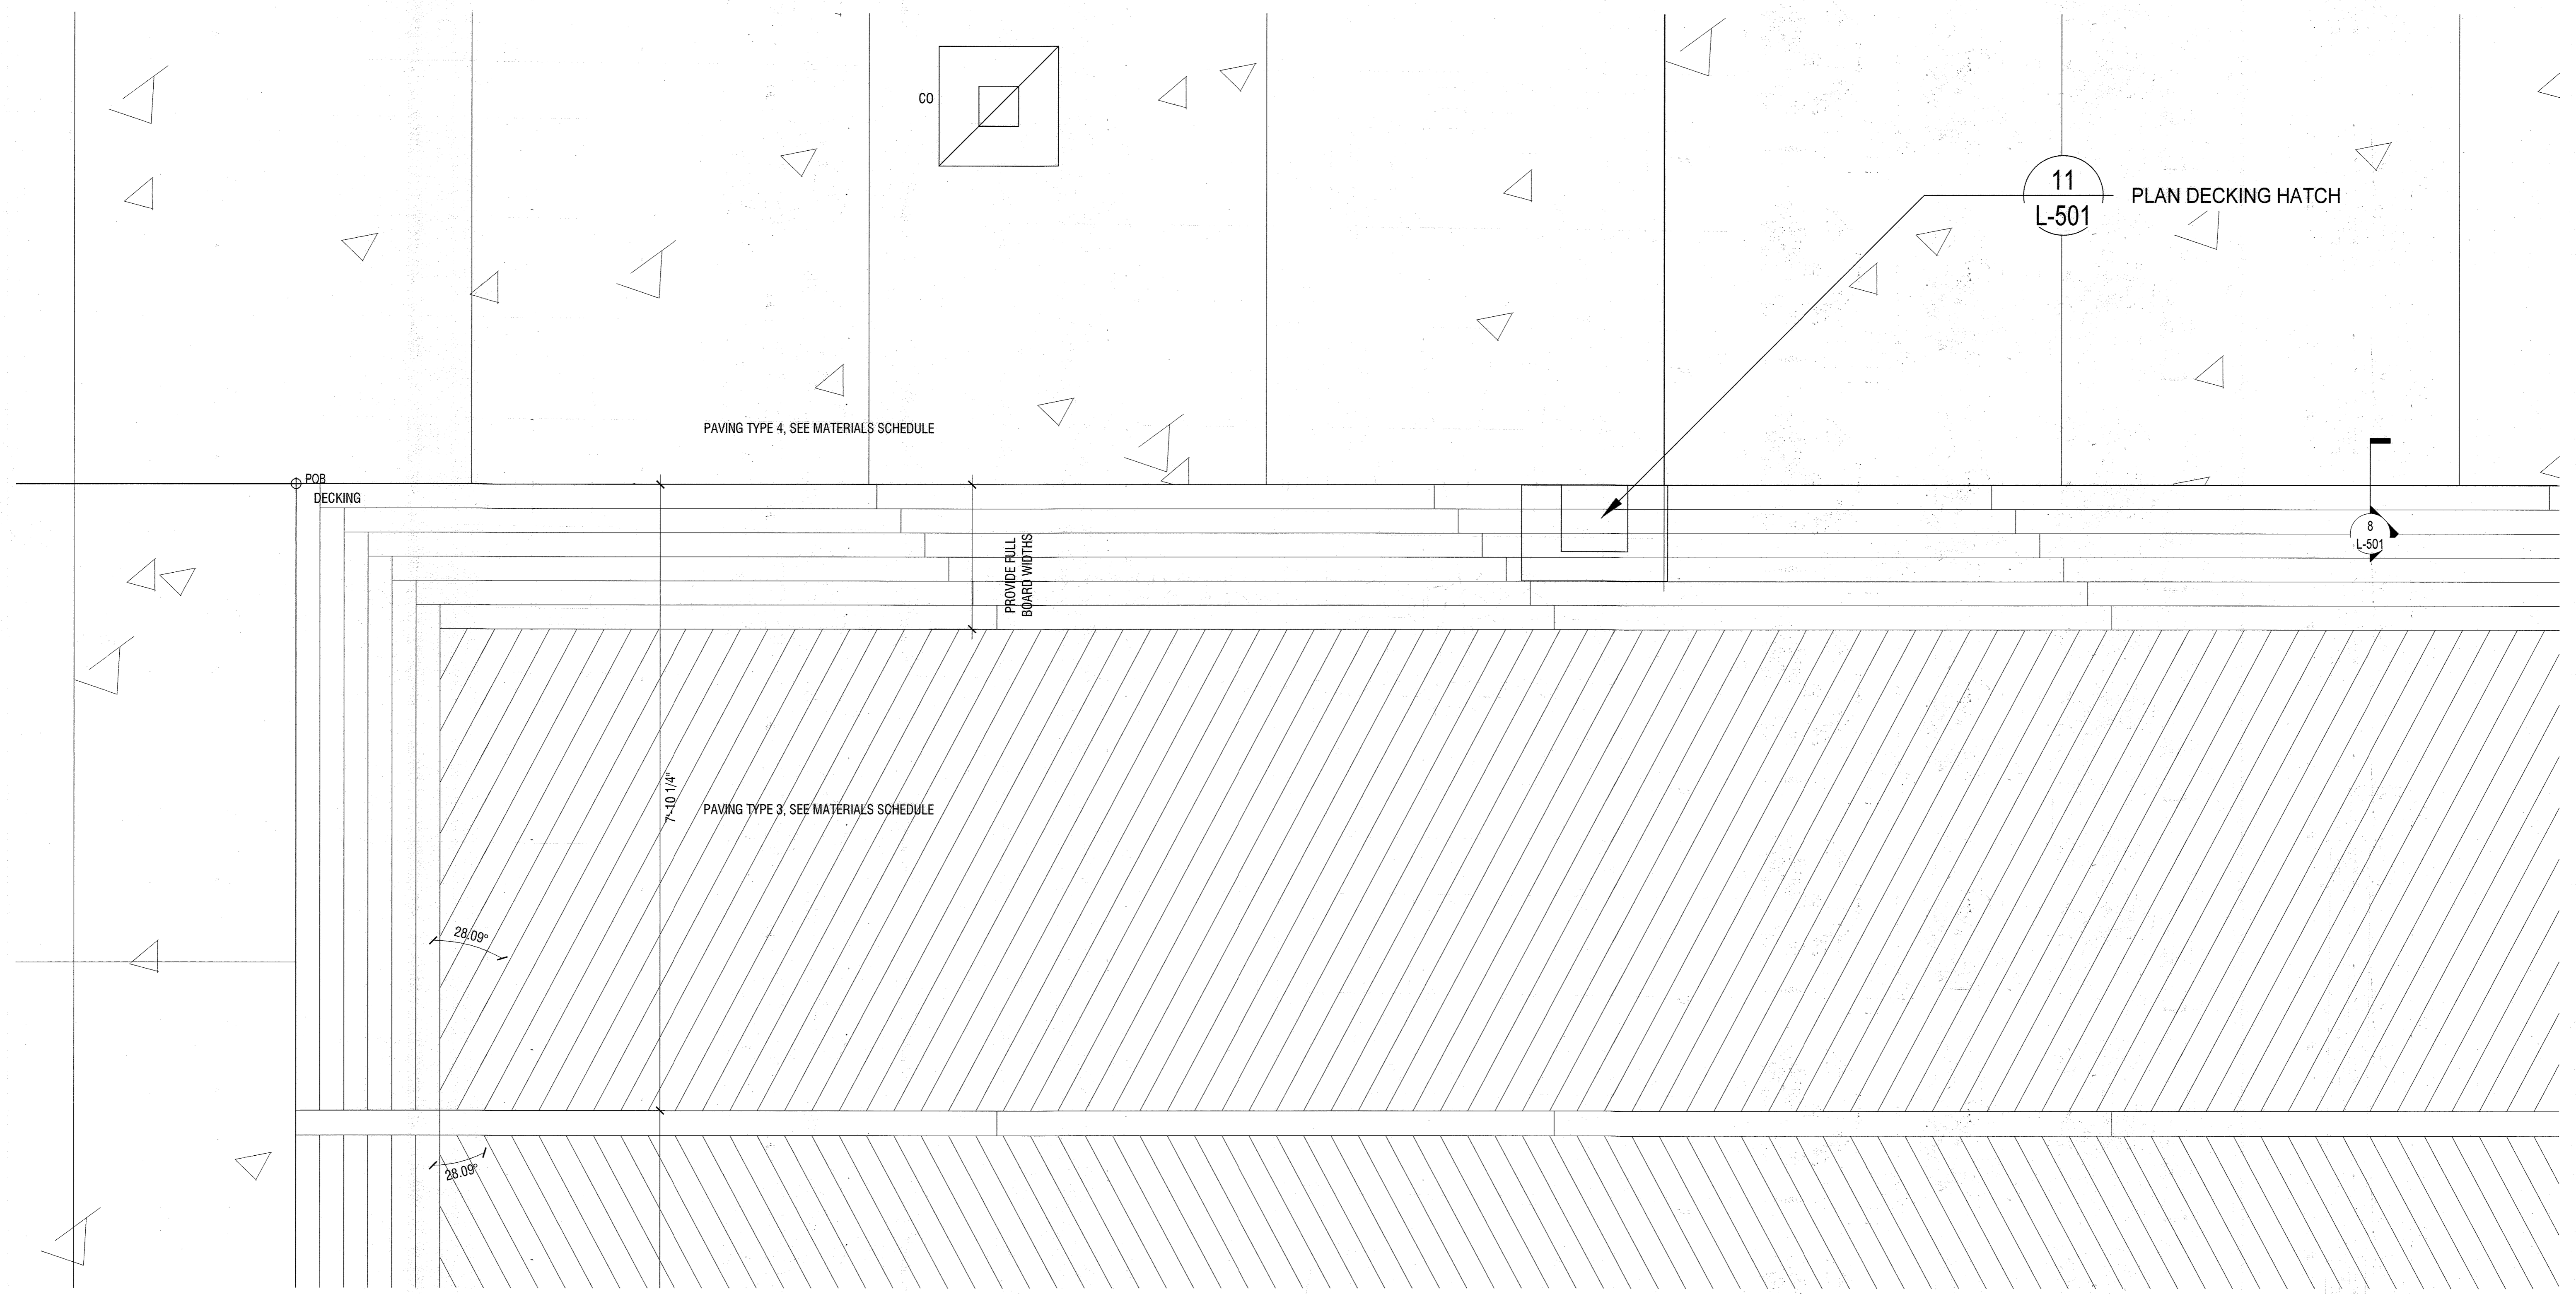 CO
11
L-501
PLAN DECKING HATCH
PAVING TYPE 4, SEE MATERIALS SCHEDULE
POB
DECKING
PROVIDE FULL
BOARD WIDTHS
8
L-501
7'-10 1/4"
PAVING TYPE 3, SEE MATERIALS SCHEDULE
28.09°
28.09°